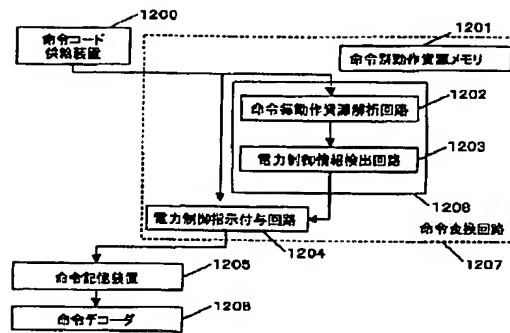 1200
命令コード
供給装置
1201
命令別動作資源メモリ
1202
命令毎動作資源解析回路
1203
電力制御情報検出回路
1208
電力制御指示付与回路
1204
命令変換回路
1207
1205
命令記憶装置
1206
命令デコーダ